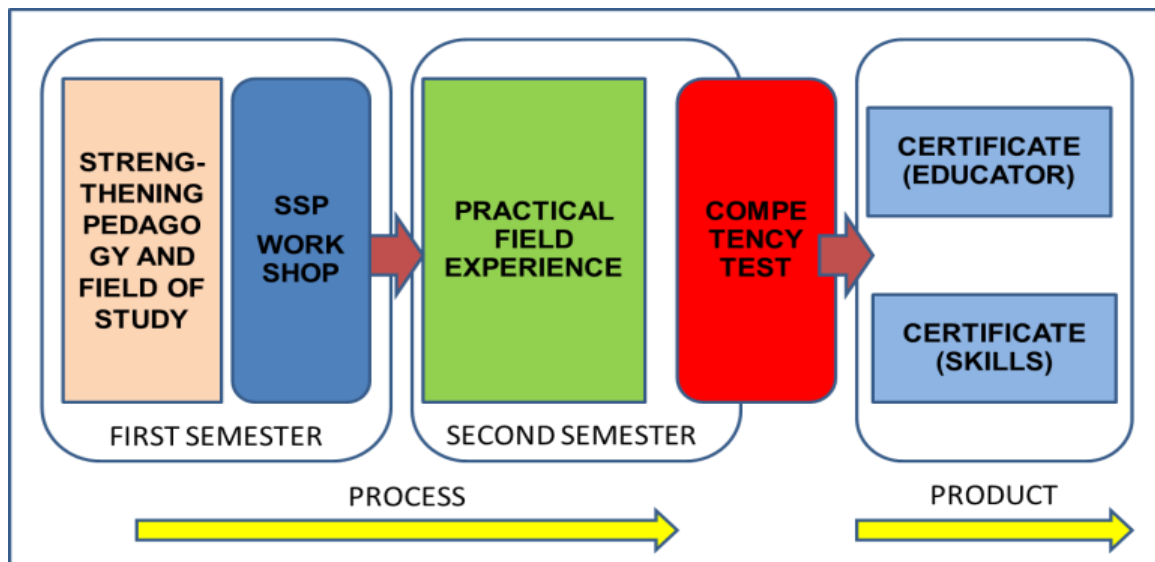 STRENG-
THENING
PEDAGO
GY AND
FIELD OF
STUDY
SSP
WORK
SHOP
FIRST SEMESTER
PRACTICAL
FIELD
EXPERIENCE
SECOND SEMESTER
COMPE
TENCY
TEST
CERTIFICATE
(EDUCATOR)
CERTIFICATE
(SKILLS)
PROCESS
PRODUCT